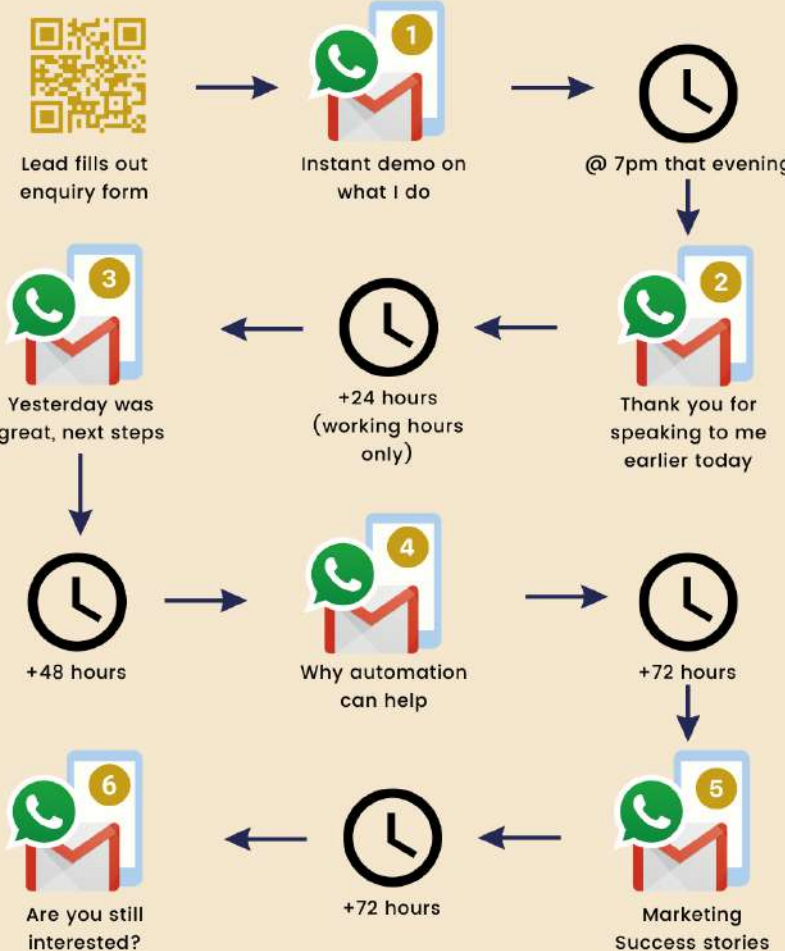 1
Lead fills out
enquiry form
Instant demo on
what I do
@ 7pm that evening
2
Thank you for
speaking to me
earlier today
+24 hours
(working hours
only)
3
Yesterday was
great, next steps
+48 hours
4
Why automation
can help
+72 hours
5
Marketing
Success stories
+72 hours
6
Are you still
interested?